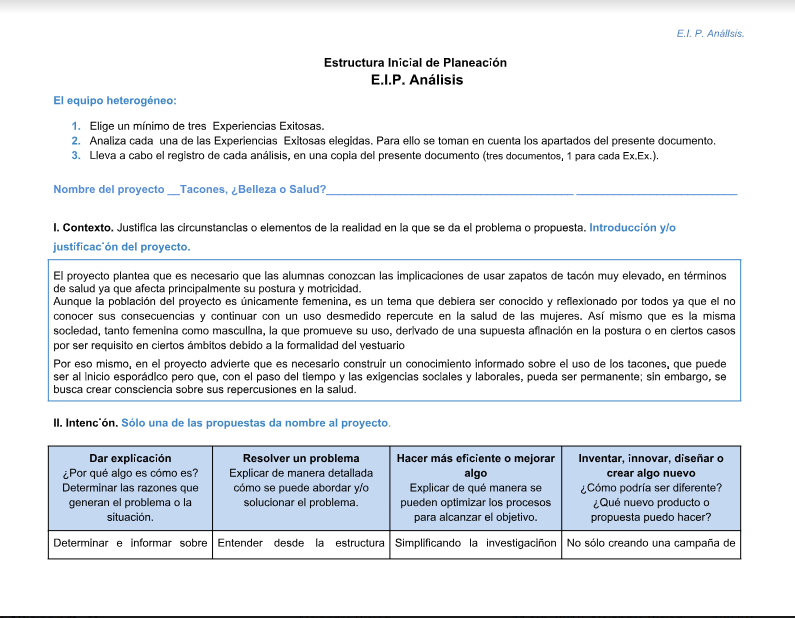 E.I. P. Análisis.
Estructura Inicial de Planeación
E.I.P. Análisis
El equipo heterogéneo:
1. Elige un mínimo de tres Experiencias Exitosas.
2. Analiza cada una de las Experiencias Exitosas elegidas. Para ello se toman en cuenta los apartados del presente documento.
3. Lleva a cabo el registro de cada análisis, en una copia del presente documento (tres documentos, 1 para cada Ex.Ex.).
Nombre del proyecto __Tacones, ¿Belleza o Salud?_________________________________________ ___________________________
I. Contexto. Justifica las circunstancias o elementos de la realidad en la que se da el problema o propuesta. Introducción y/o
justificación del proyecto.
El proyecto plantea que es necesario que las alumnas conozcan las implicaciones de usar zapatos de tacón muy elevado, en términos
de salud ya que afecta principalmente su postura y motricidad.
Aunque la población del proyecto es únicamente femenina, es un tema que debiera ser conocido y reflexionado por todos ya que el no
conocer sus consecuencias y continuar con un uso desmedido repercute en la salud de las mujeres. Así mismo que es la misma
sociedad, tanto femenina como masculina, la que promueve su uso, derivado de una supuesta afinación en la postura o en ciertos casos
por ser requisito en ciertos ámbitos debido a la formalidad del vestuario
Por eso mismo, en el proyecto advierte que es necesario construir un conocimiento informado sobre el uso de los tacones, que puede
ser al inicio esporádico pero que, con el paso del tiempo y las exigencias sociales y laborales, pueda ser permanente; sin embargo, se
busca crear consciencia sobre sus repercusiones en la salud.
II. Intención. Sólo una de las propuestas da nombre al proyecto.
Dar explicación
¿Por qué algo es cómo es?
Determinar las razones que
generan el problema o la
situación.
Resolver un problema
Explicar de manera detallada
cómo se puede abordar y/o
solucionar el problema.
Hacer más eficiente o mejorar
algo
Explicar de qué manera se
pueden optimizar los procesos
para alcanzar el objetivo.
Inventar, innovar, diseñar o
crear algo nuevo
¿Cómo podría ser diferente?
¿Qué nuevo producto o
propuesta puedo hacer?
Determinar e informar sobre
Entender desde la estructura
Simplificando la investigaciñon
No sólo creando una campaña de